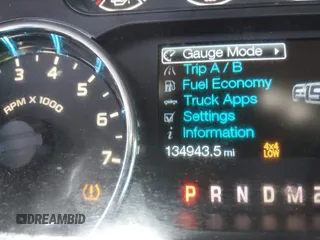 Gauge Mode
Trip A / B
Fuel Economy
Truck Apps
Settings
Information
134943.5 mi
4x4
LOW
P R N D M 2
4
5
6
7
RPM X 1000
DREAMBID